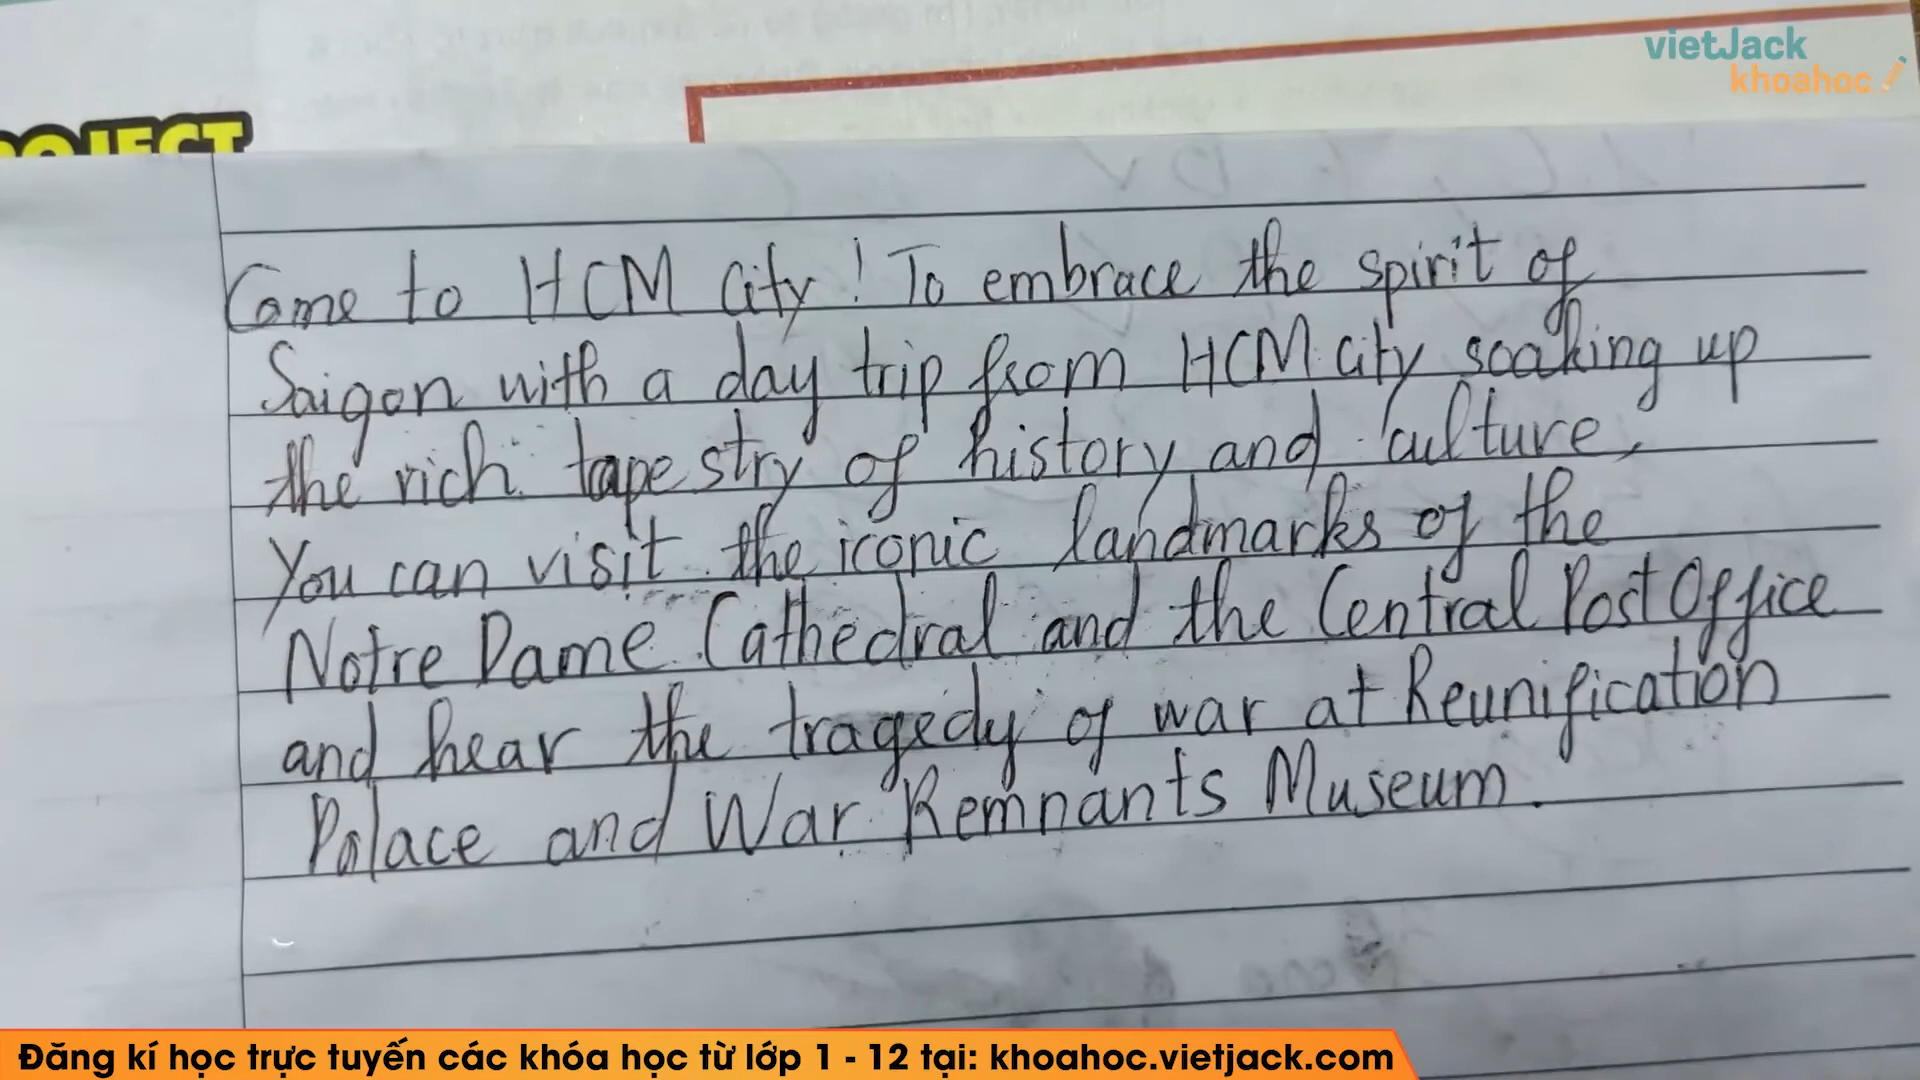 vietJack
khoahoc
PROJECT
Come to HCM City! To embrace the spirit of
Saigon with a day trip from HCM city soaking up
the rich tapestry of history and culture,
You can visit the iconic landmarks of the
Notre Dame Cathedral and the Central Post Office
and hear the tragedy of war at Reunification
Palace and War Remnants Museum.
Đăng kí học trực tuyến các khóa học từ lớp 1 - 12 tại: khoahoc.vietjack.com